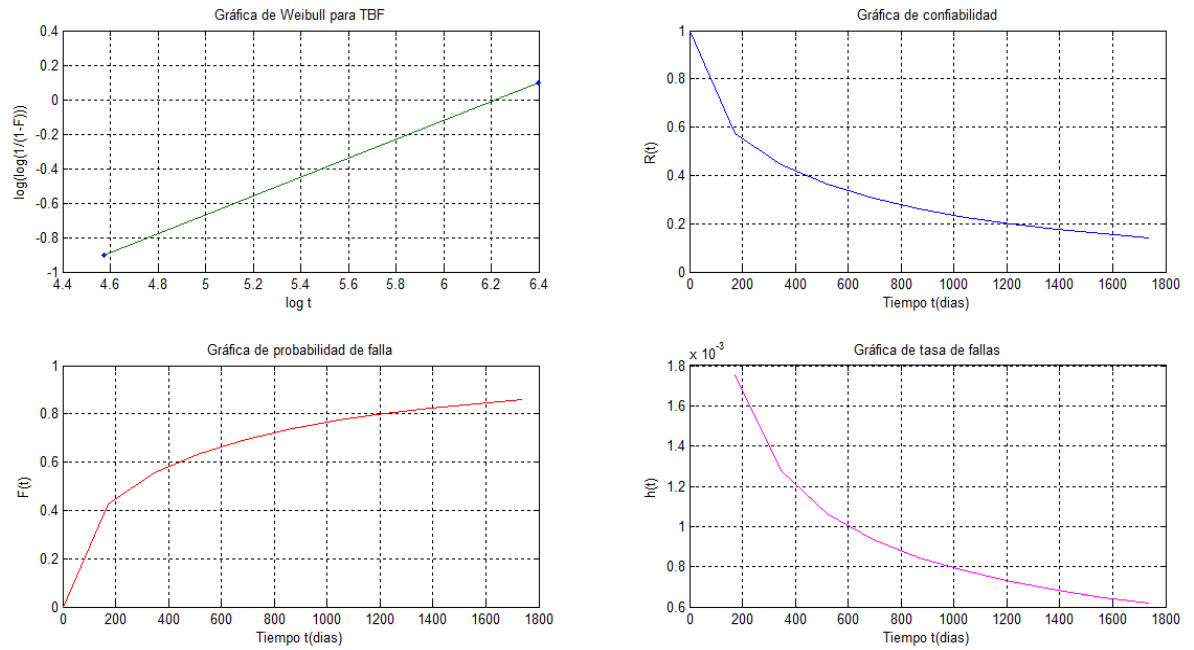 Gráfica de Weibull para TBF
0.4
0.2
0
-0.2
-0.4
-0.6
-0.8
-1
log(log(1/(1-F)))
4.4 4.6 4.8 5 5.2 5.4 5.6 5.8 6 6.2 6.4
log t
Gráfica de confiabilidad
1
0.8
0.6
0.4
0.2
0
R(t)
0 200 400 600 800 1000 1200 1400 1600 1800
Tiempo t(dias)
Gráfica de probabilidad de falla
1
0.8
0.6
0.4
0.2
0
F(t)
0 200 400 600 800 1000 1200 1400 1600 1800
Tiempo t(dias)
Gráfica de tasa de fallas
x 10⁻³
1.8
1.6
1.4
1.2
1
0.8
0.6
h(t)
0 200 400 600 800 1000 1200 1400 1600 1800
Tiempo t(dias)